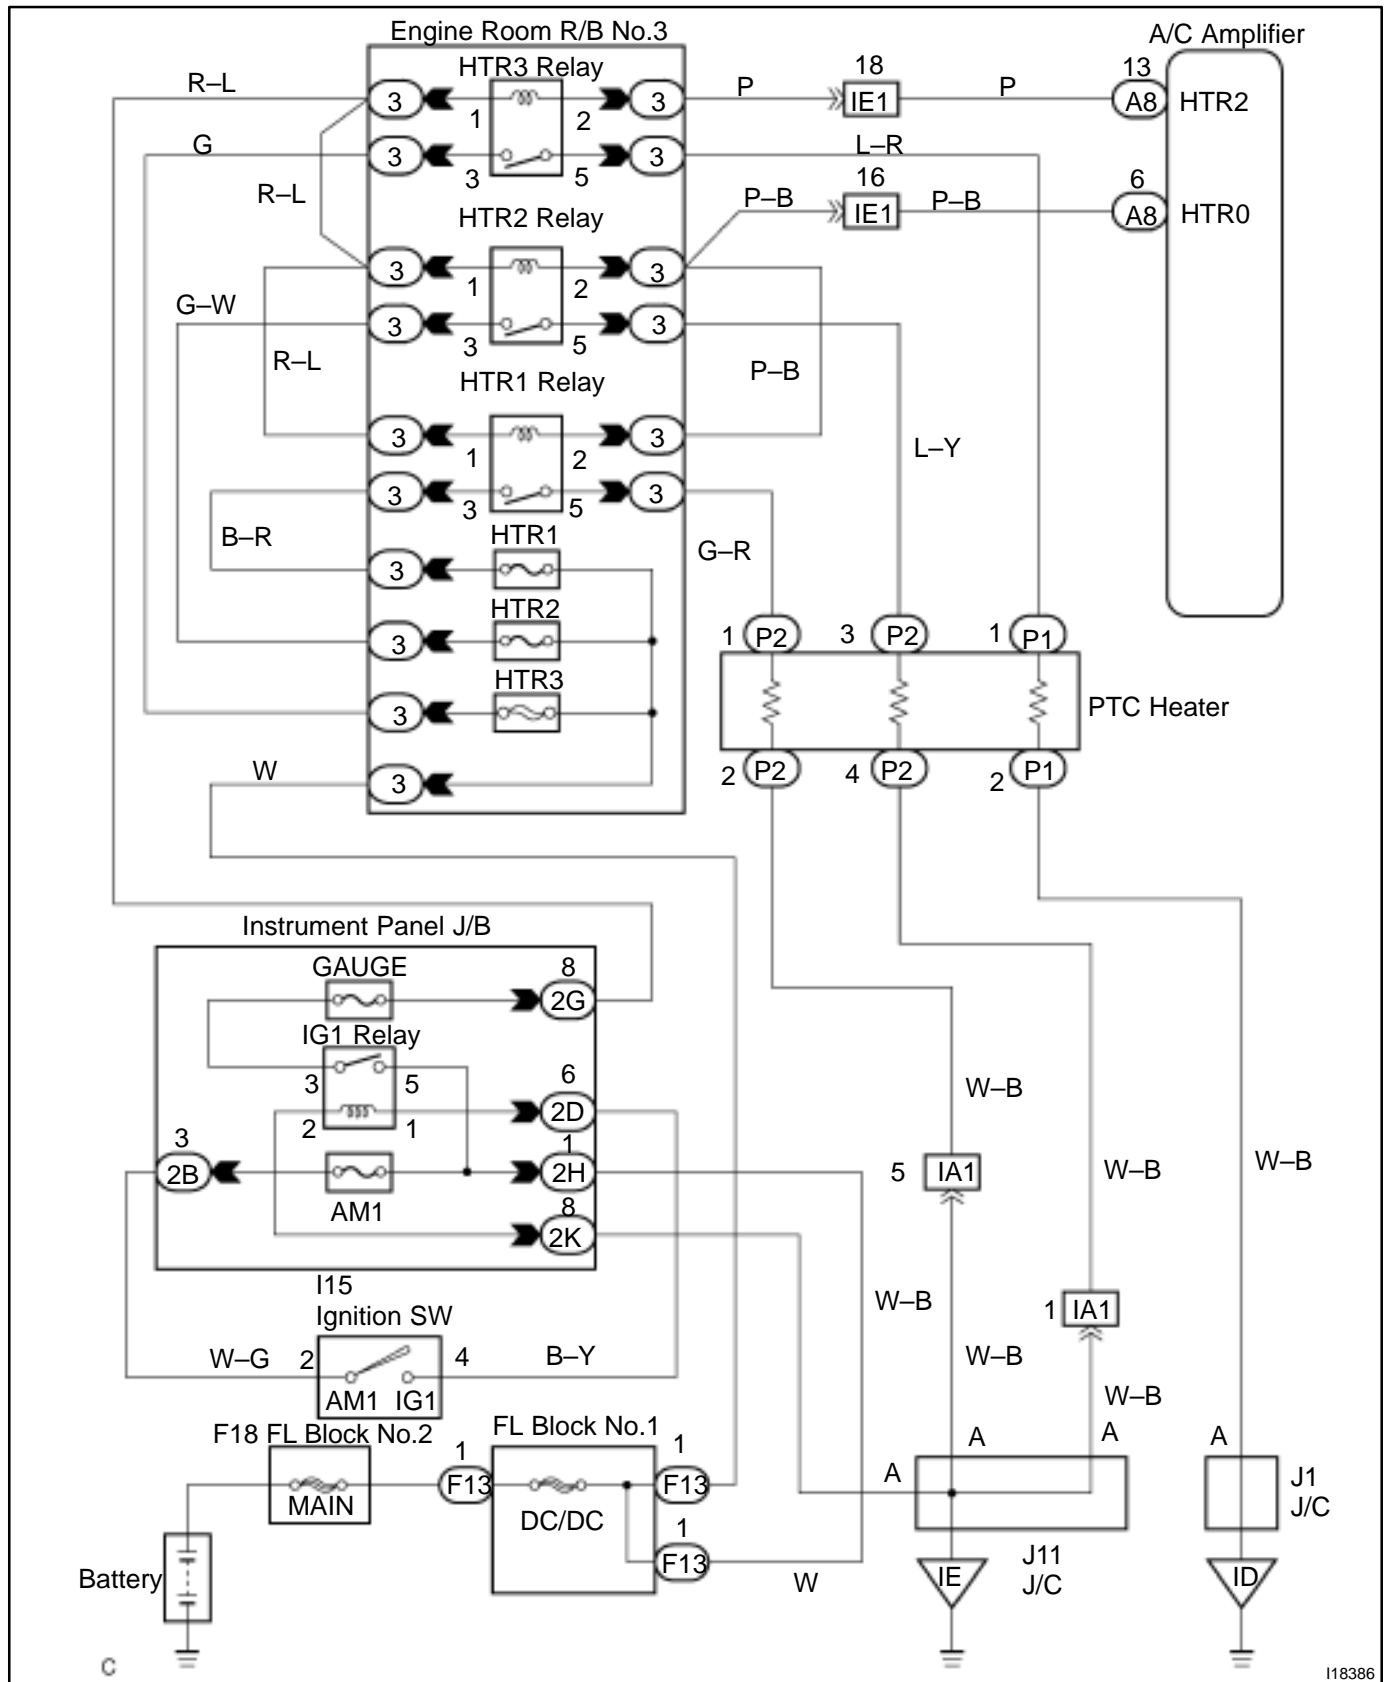 Engine Room R/B No.3
A/C Amplifier
R–L
HTR3 Relay
18
13
3
3
P
IE1
P
A8
HTR2
1
2
G
3
3
L–R
3
5
16
6
R–L
P–B
IE1
P–B
A8
HTR0
HTR2 Relay
3
3
1
2
G–W
3
3
3
5
R–L
P–B
HTR1 Relay
3
3
1
2
L–Y
3
3
3
5
B–R
HTR1
G–R
3
HTR2
1
P2
3
P2
1
P1
3
HTR3
3
PTC Heater
W
3
2
P2
4
P2
2
P1
Instrument Panel J/B
GAUGE
8
2G
IG1 Relay
3
5
6
W–B
2D
2
1
3
1
2B
2H
5
IA1
W–B
W–B
AM1
8
2K
I15
W–B
1
IA1
Ignition SW
W–G
2
4
B–Y
W–B
AM1
IG1
W–B
F18 FL Block No.2
FL Block No.1
1
1
A
A
A
A
F13
F13
MAIN
DC/DC
1
J1
J/C
F13
Battery
W
J11
J/C
IE
ID
C
I18386